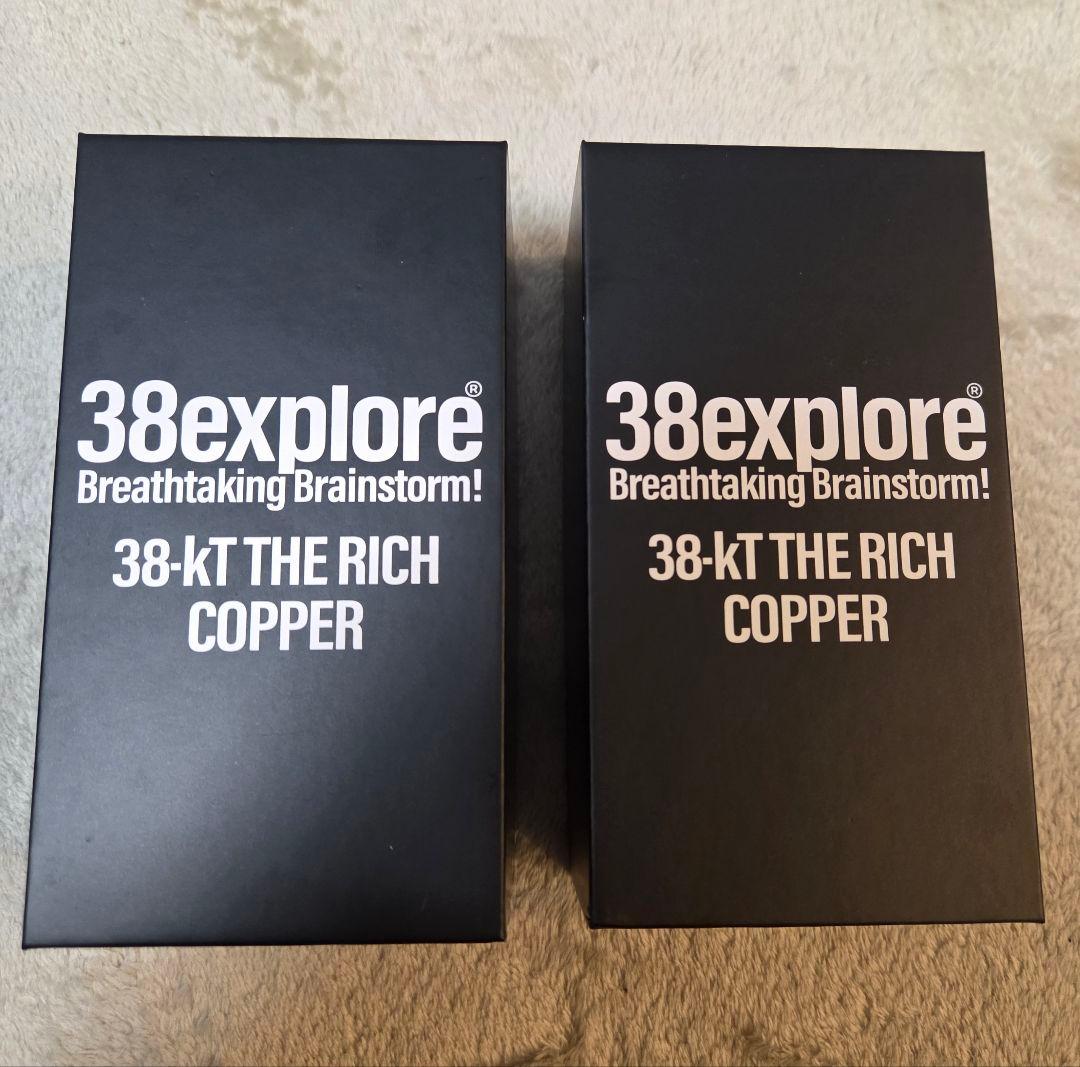 38explore®
Breathtaking Brainstorm!
38-kT THE RICH
COPPER
38explore®
Breathtaking Brainstorm!
38-kT THE RICH
COPPER